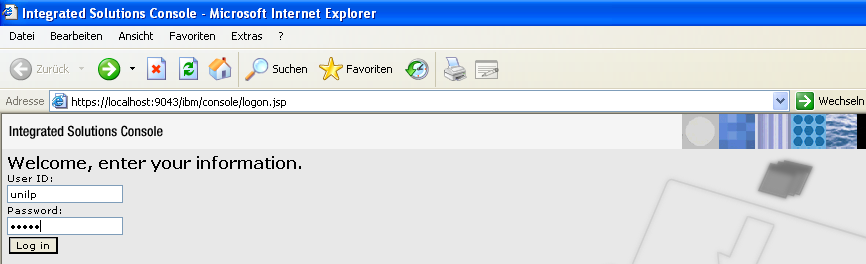 Integrated Solutions Console - Microsoft Internet Explorer
Datei Bearbeiten Ansicht Favoriten Extras ?
Zurück Suchen Favoriten
Adresse https://localhost:9043/ibm/console/logon.jsp Wechseln
Integrated Solutions Console
Welcome, enter your information.
User ID:
unilp
Password:
•••••
Log in